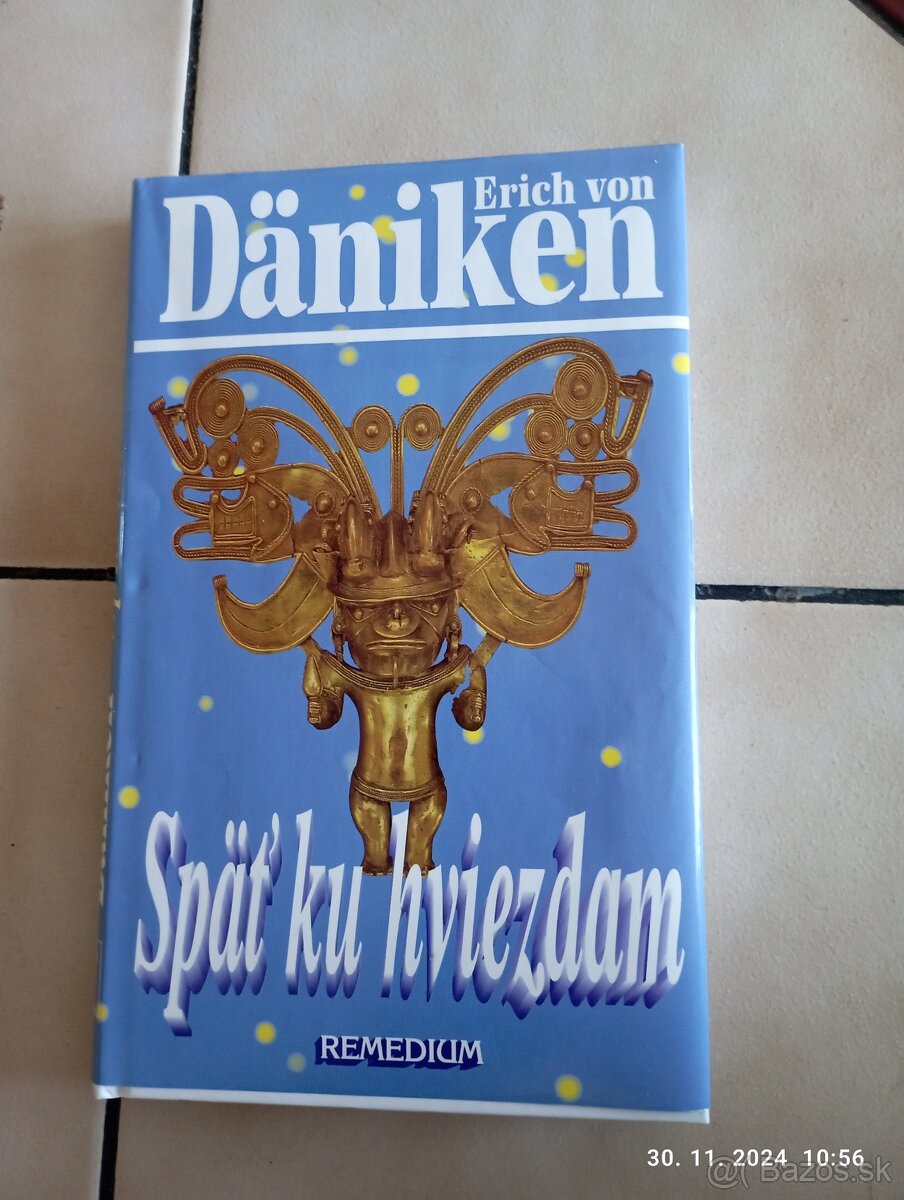 Erich von
Däniken
Späť ku hviezdam
REMEDIUM
30. 11. 2024 10:56
© Bazos.sk